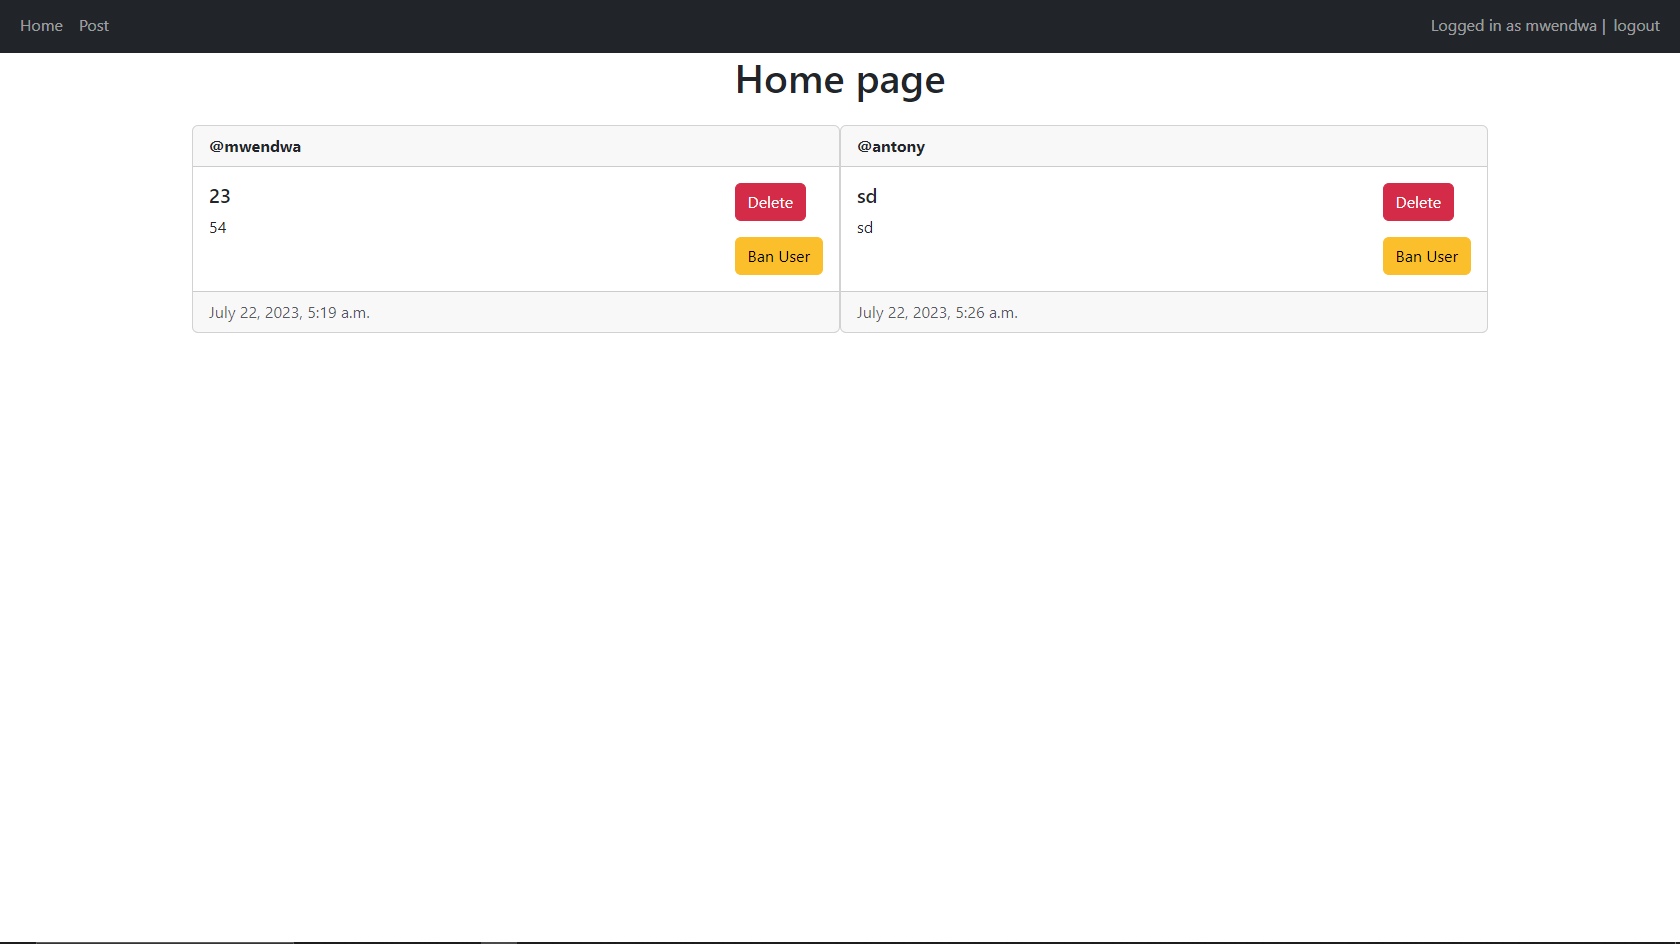 Home Post Logged in as mwendwa | logout
Home page
@mwendwa
23
54
Delete
Ban User
July 22, 2023, 5:19 a.m.
@antony
sd
sd
Delete
Ban User
July 22, 2023, 5:26 a.m.